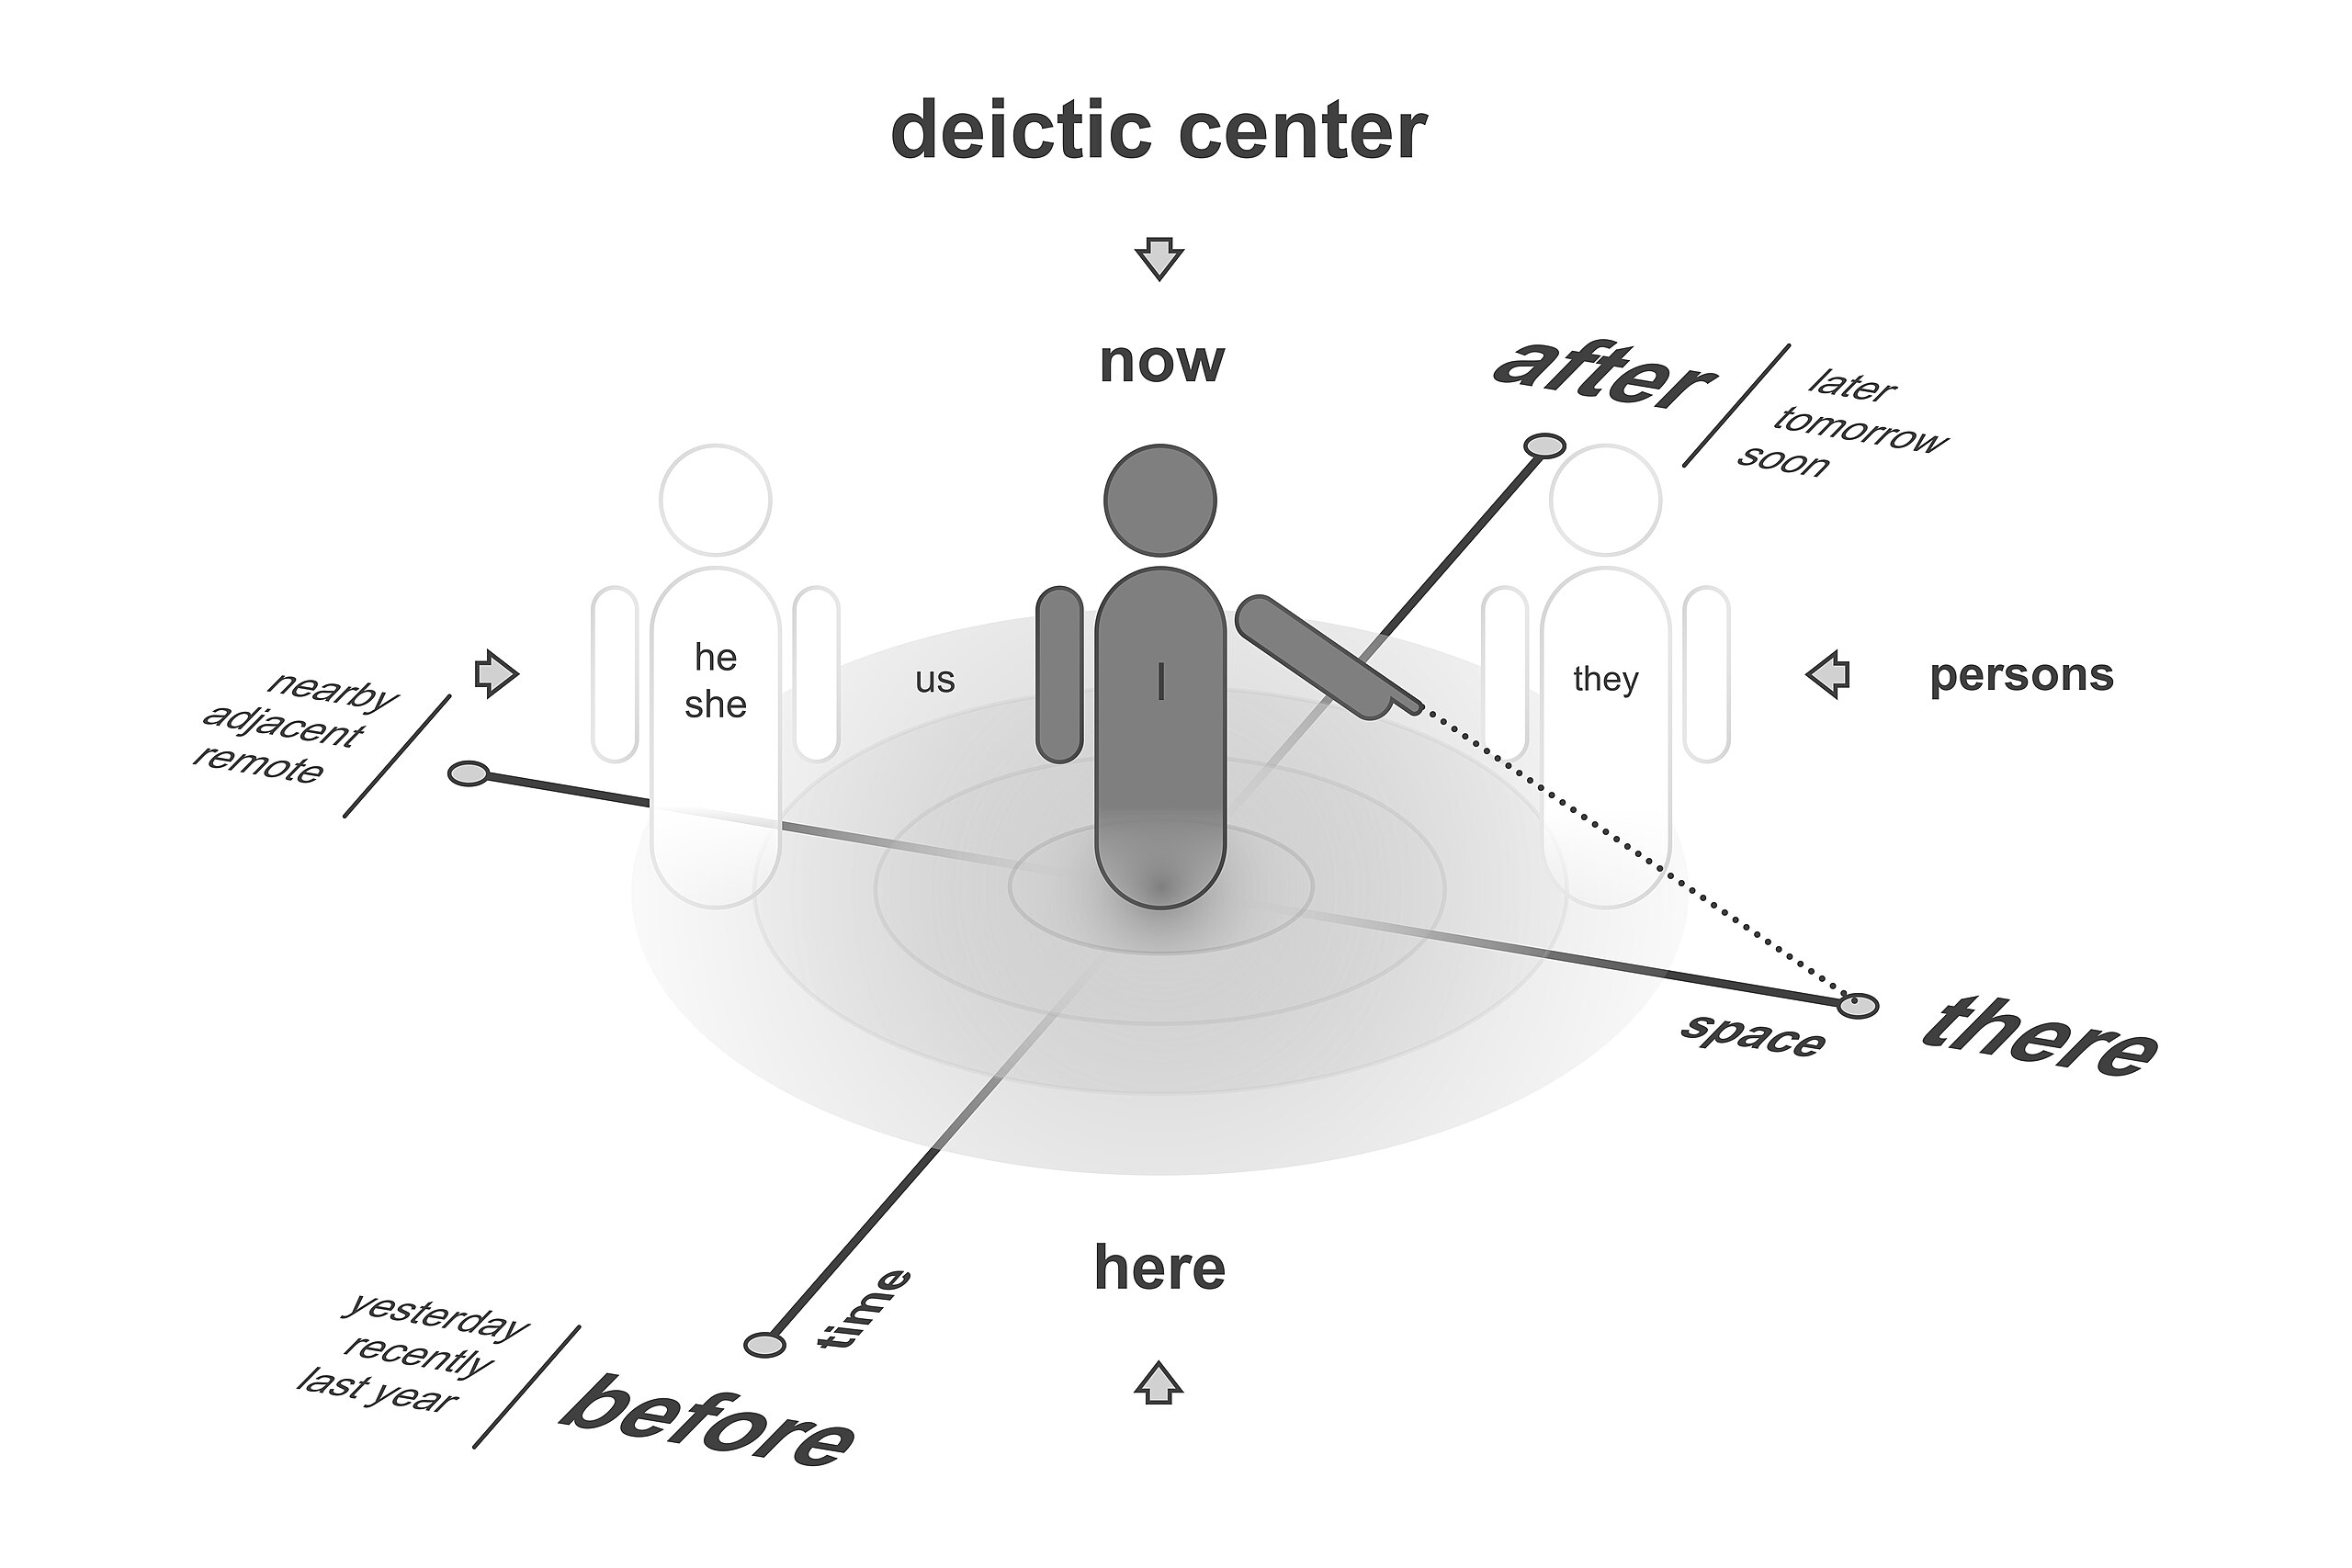 deictic center
now
after
later
tomorrow
soon
he
she
us
I
they
persons
nearby
adjacent
remote
space
there
here
time
yesterday
recently
last year
before